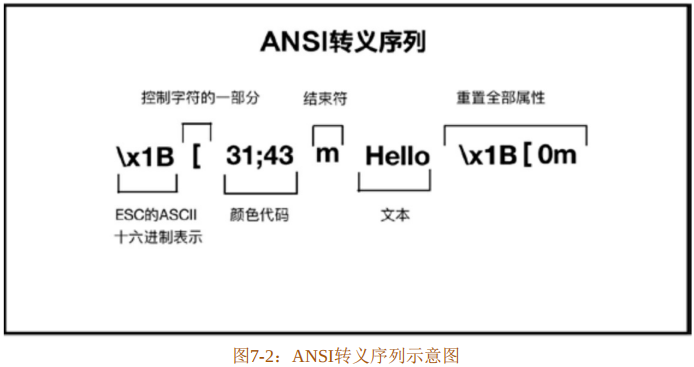 ANSI转义序列
控制字符的一部分 结束符 重置全部属性
\x1B [ 31;43 m Hello \x1B[0m
ESC的ASCII 颜色代码 文本
十六进制表示
图7-2：ANSI转义序列示意图